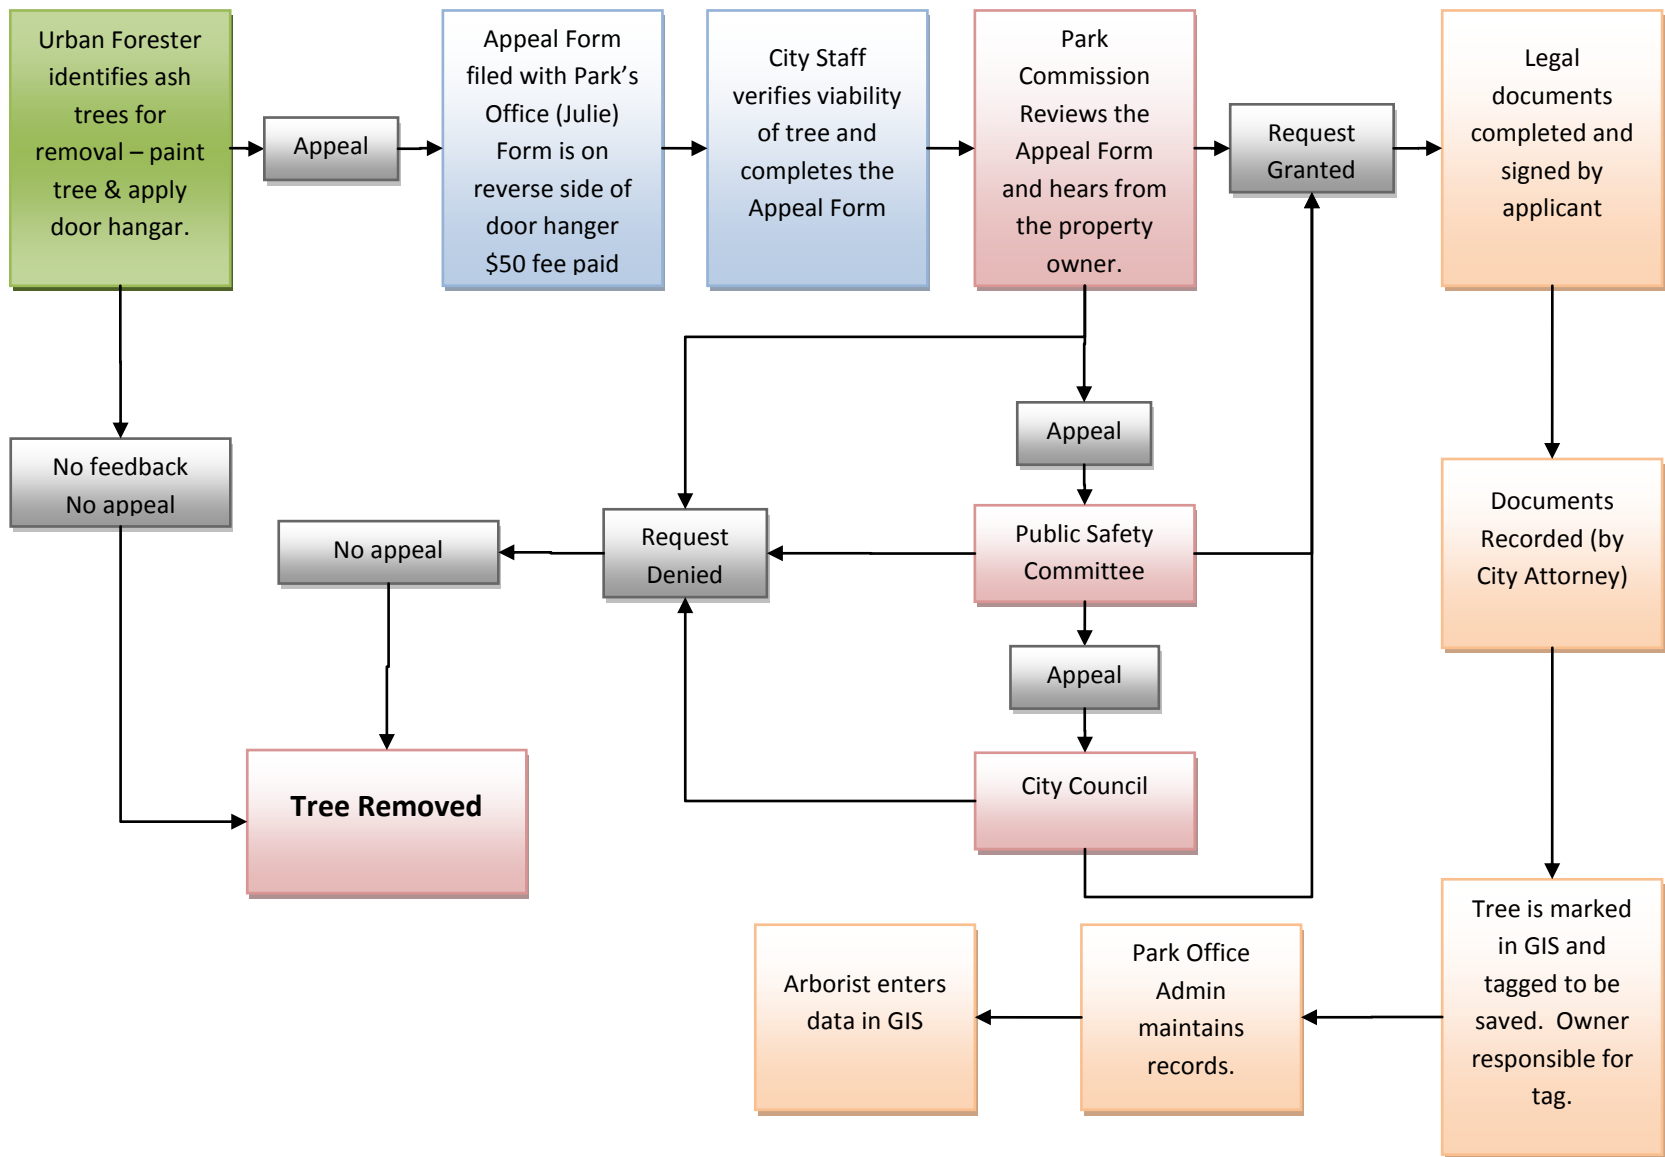 Urban Forester
identifies ash
trees for
removal – paint
tree & apply
door hangar.
Appeal
Appeal Form
filed with Park’s
Office (Julie)
Form is on
reverse side of
door hanger
$50 fee paid
City Staff
verifies viability
of tree and
completes the
Appeal Form
Park
Commission
Reviews the
Appeal Form
and hears from
the property
owner.
Request
Granted
Legal
documents
completed and
signed by
applicant
No feedback
No appeal
No appeal
Request
Denied
Appeal
Public Safety
Committee
Appeal
City Council
Documents
Recorded (by
City Attorney)
Tree Removed
Arborist enters
data in GIS
Park Office
Admin
maintains
records.
Tree is marked
in GIS and
tagged to be
saved.  Owner
responsible for
tag.